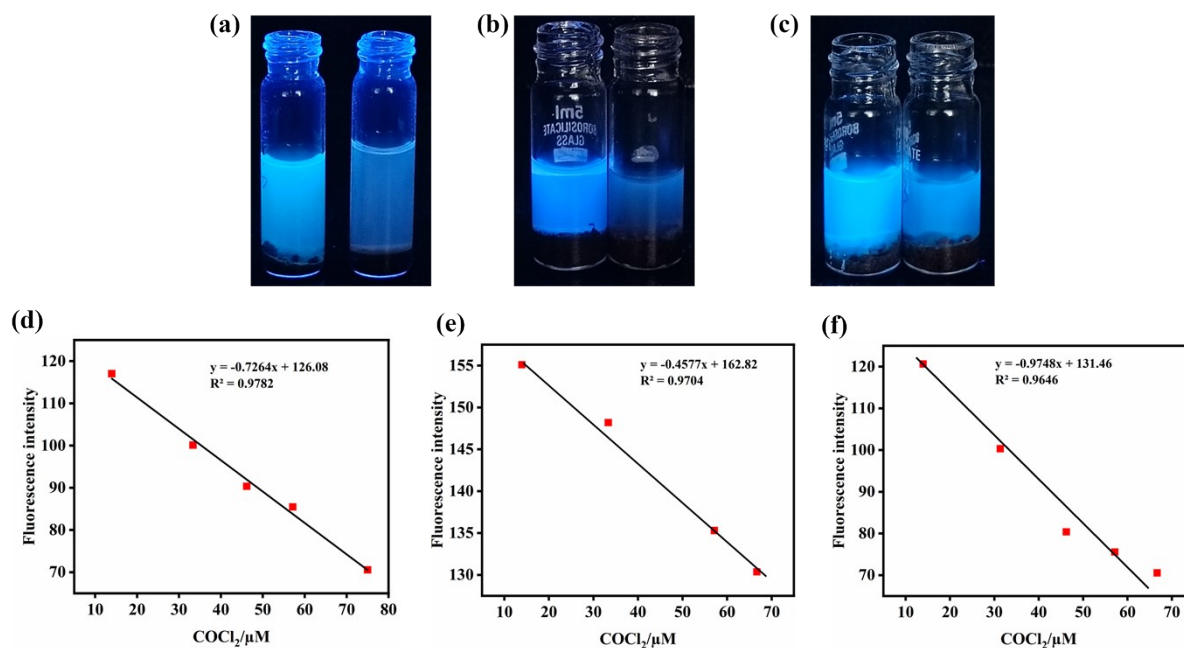 (a)
(b)
(c)
5ml
BOROSILICATE
GLASS
5ml
(d)
y = -0.7264x + 126.08
R² = 0.9782
120
110
100
90
80
70
Fluorescence intensity
10 20 30 40 50 60 70 80
COCl₂/µM
(e)
y = -0.4577x + 162.82
R² = 0.9704
155
150
145
140
135
130
Fluorescence intensity
10 20 30 40 50 60 70
COCl₂/µM
(f)
y = -0.9748x + 131.46
R² = 0.9646
120
110
100
90
80
70
Fluorescence intensity
10 20 30 40 50 60 70
COCl₂/µM